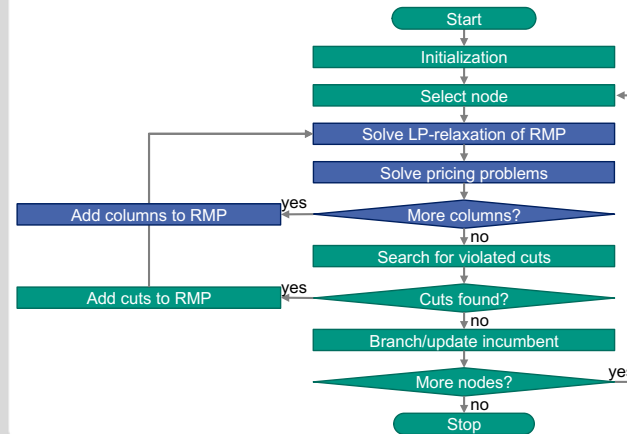 Start
Initialization
Select node
Solve LP-relaxation of RMP
Solve pricing problems
Add columns to RMP
yes
More columns?
no
Search for violated cuts
Add cuts to RMP
yes
Cuts found?
no
Branch/update incumbent
More nodes?
yes
no
Stop